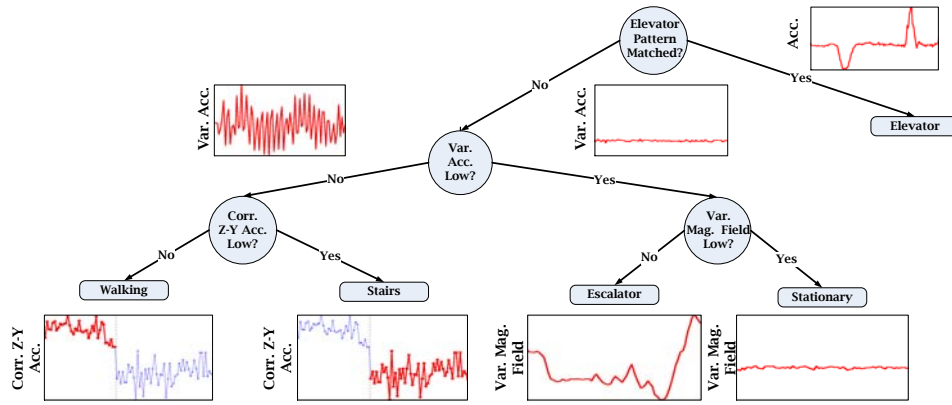 Elevator
Pattern
Matched?
Acc.
No
Yes
Elevator
Var. Acc.
Var. Acc.
Var.
Acc.
Low?
No
Yes
Corr.
Z-Y Acc.
Low?
Var.
Mag. Field
Low?
No
Yes
No
Yes
Walking
Stairs
Escalator
Stationary
Corr. Z-Y
Acc.
Corr. Z-Y
Acc.
Var. Mag.
Field
Var. Mag.
Field